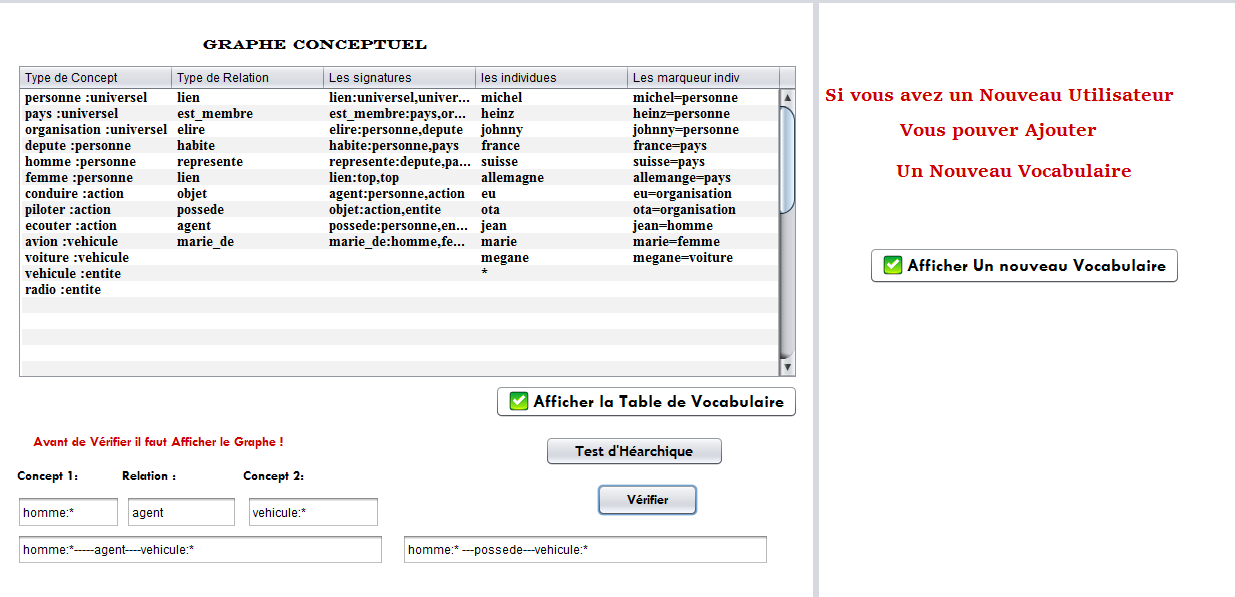 GRAPHE CONCEPTUEL
Type de Concept Type de Relation Les signatures les individues Les marqueur indiv
personne :universel lien lien:universel,univer... michel michel=personne
pays :universel est_membre est_membre:pays,or... heinz heinz=personne
organisation :universel elire elire:personne,depute johnny johnny=personne
depute :personne habite habite:personne,pays france france=pays
homme :personne represente represente:depute,pa... suisse suisse=pays
femme :personne lien lien:top,top allemagne allemange=pays
conduire :action objet agent:personne,action eu eu=organisation
piloter :action possede objet:action,entite ota ota=organisation
ecouter :action agent possede:personne,en... jean jean=homme
avion :vehicule marie_de marie_de:homme,fe... marie marie=femme
voiture :vehicule megane megane=voiture
vehicule :entite *
radio :entite
Afficher la Table de Vocabulaire
Avant de Vérifier il faut Afficher le Graphe !
Test d'Héarchique
Concept 1: Relation : Concept 2:
Vérifier
homme:* agent vehicule:*
homme:*-----agent----vehicule:* homme:* ---possede---vehicule:*
Si vous avez un Nouveau Utilisateur
Vous pouver Ajouter
Un Nouveau Vocabulaire
Afficher Un nouveau Vocabulaire